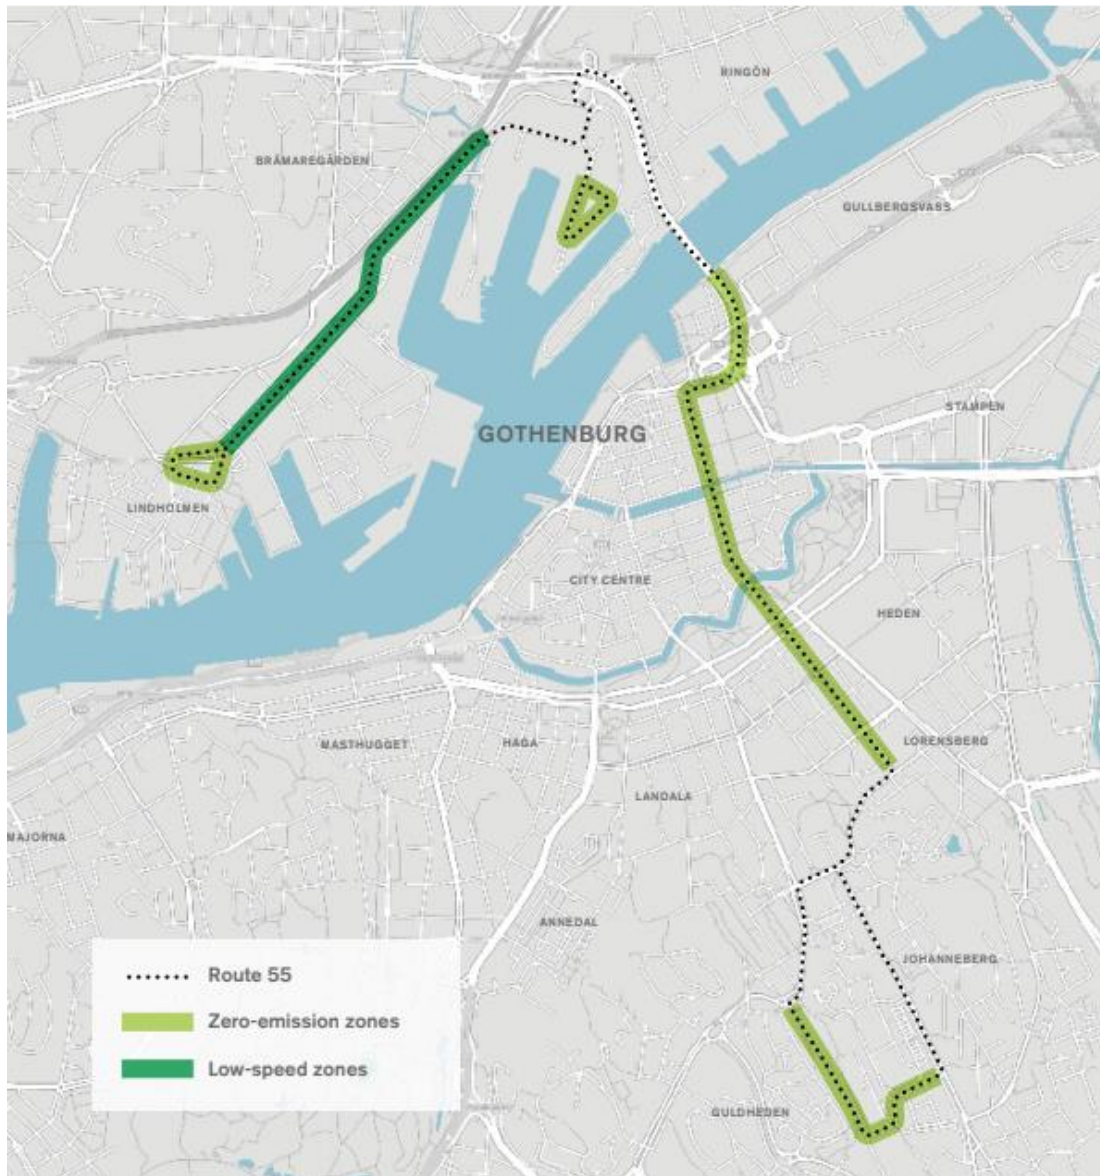 RINGÖN
BRÄMAREGÅRDEN
GULLBERGSVASS
STAMPEN
GOTHENBURG
LINDHOLMEN
CITY CENTRE
HEDEN
LORENSBERG
MASTHUGGET
HAGA
LANDALA
MAJORNA
ANNEDAL
JOHANNEBERG
Route 55
Zero-emission zones
Low-speed zones
GULDHEDEN